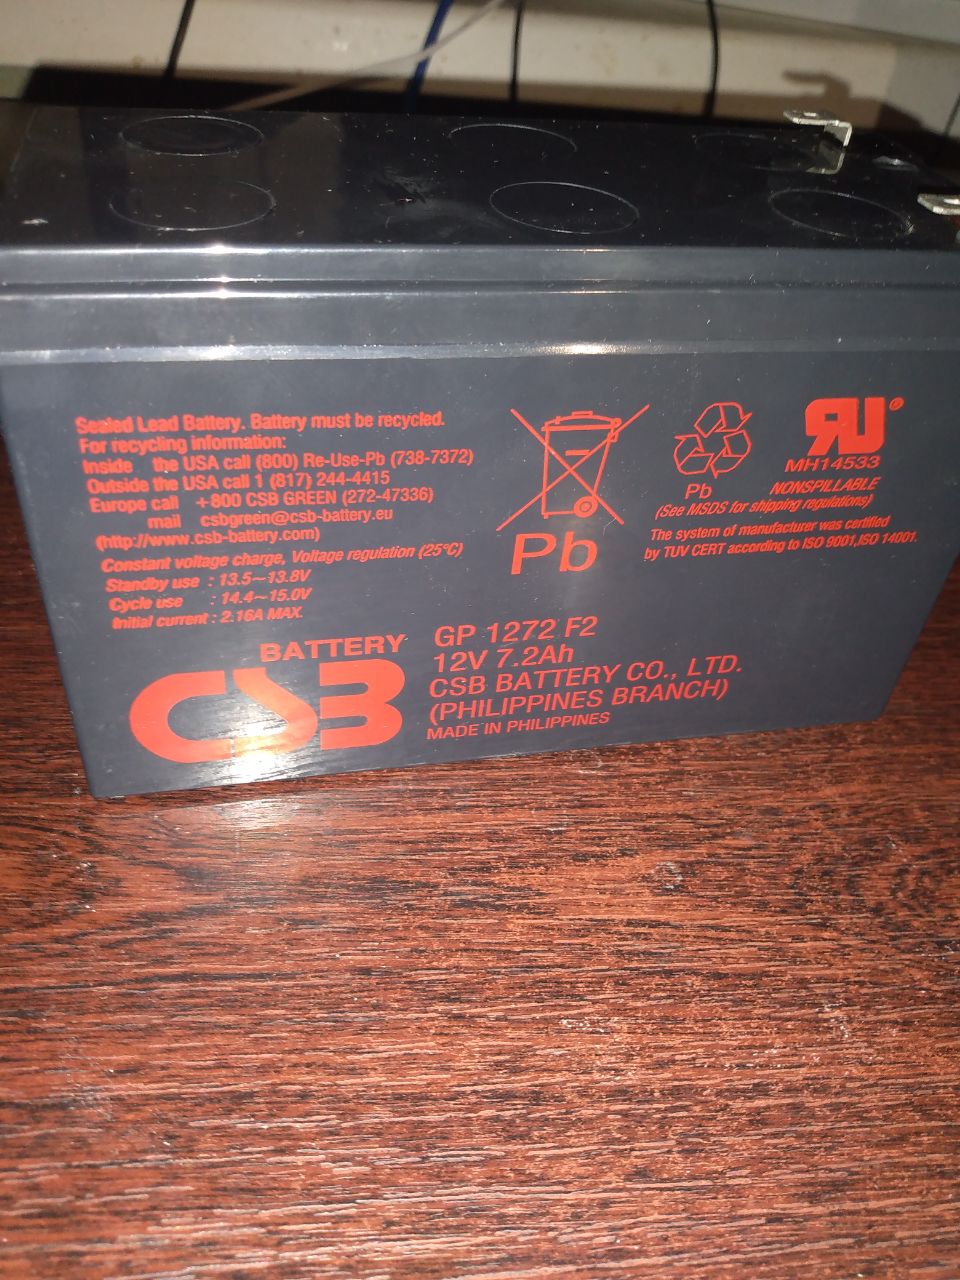 Sealed Lead Battery. Battery must be recycled.
For recycling information:
Inside the USA call (800) Re-Use-Pb (738-7372)
Outside the USA call 1 (817) 244-4415
Europe call +800 CSB GREEN (272-47336)
mail csbgreen@csb-battery.eu
(http://www.csb-battery.com)
Constant voltage charge, Voltage regulation (25°C)
Standby use : 13.5~13.8V
Cycle use : 14.4~15.0V
Initial current : 2.16A MAX.
Pb
Pb
RU®
MH14533
NONSPILLABLE
(See MSDS for shipping regulations)
The system of manufacturer was certified
by TUV CERT according to ISO 9001,ISO 14001.
BATTERY
CSB
GP 1272 F2
12V 7.2Ah
CSB BATTERY CO., LTD.
(PHILIPPINES BRANCH)
MADE IN PHILIPPINES